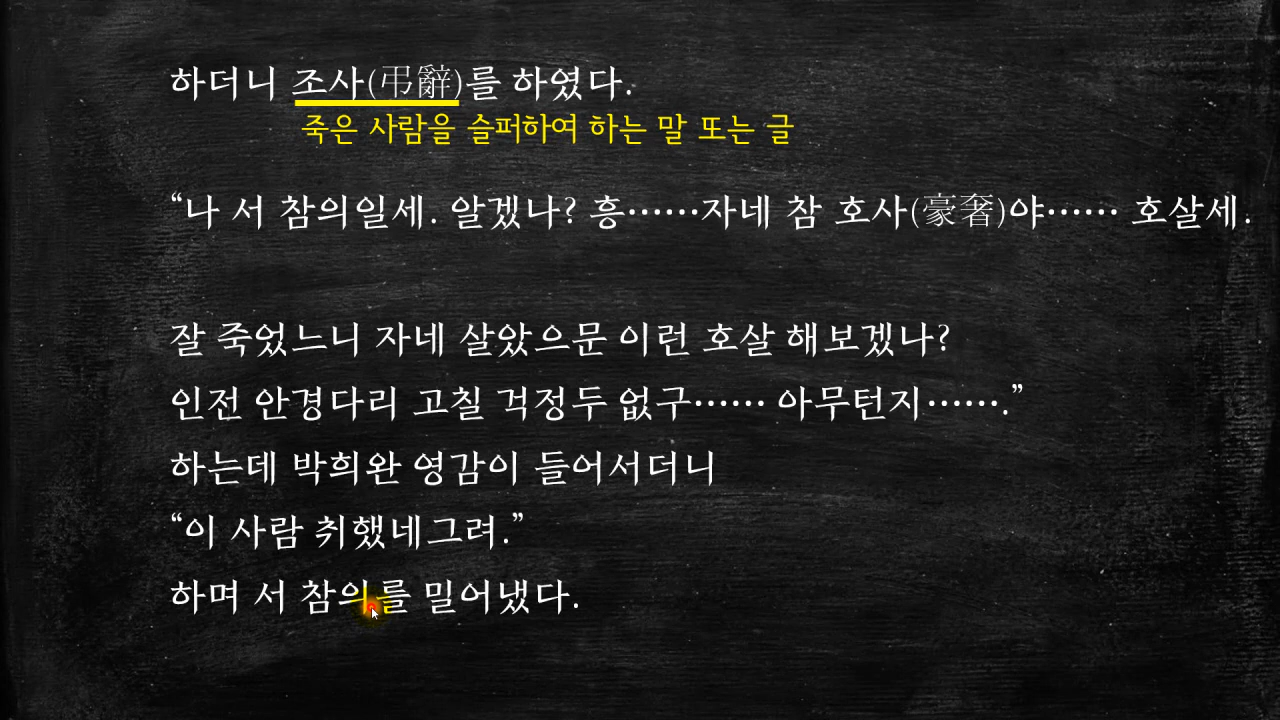 하더니 조사(弔辭)를 하였다.
죽은 사람을 슬퍼하여 하는 말 또는 글
“나 서 참의일세. 알겠나? 흥……자네 참 호사(豪奢)야…… 호살세.
잘 죽었느니 자네 살았으문 이런 호살 해보겠나?
인전 안경다리 고칠 걱정두 없구…… 아무턴지…….”
하는데 박희완 영감이 들어서더니
“이 사람 취했네그려.”
하며 서 참의를 밀어냈다.